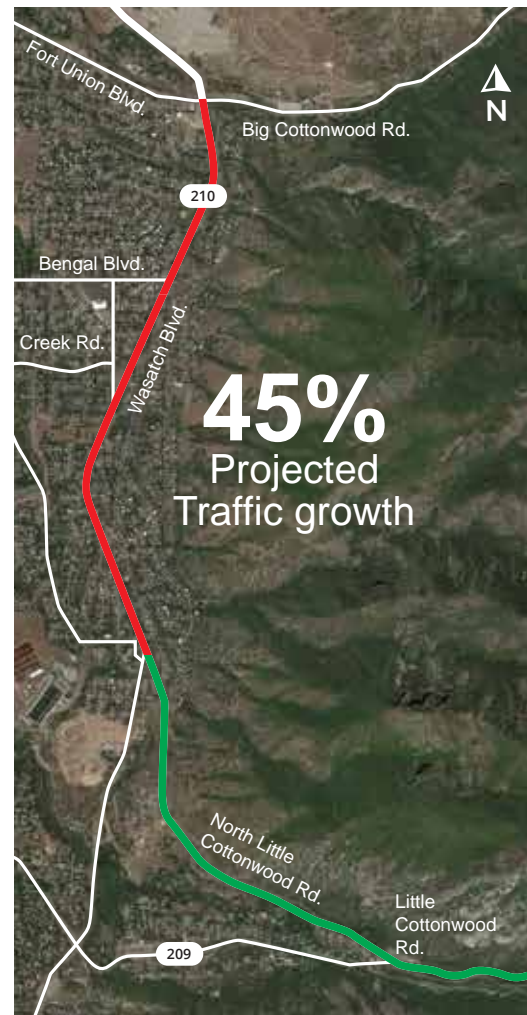 Fort Union Blvd.
N
Big Cottonwood Rd.
210
Bengal Blvd.
Creek Rd.
Wasatch Blvd.
45%
Projected
Traffic growth
North Little
Cottonwood Rd.
Little
Cottonwood
Rd.
209